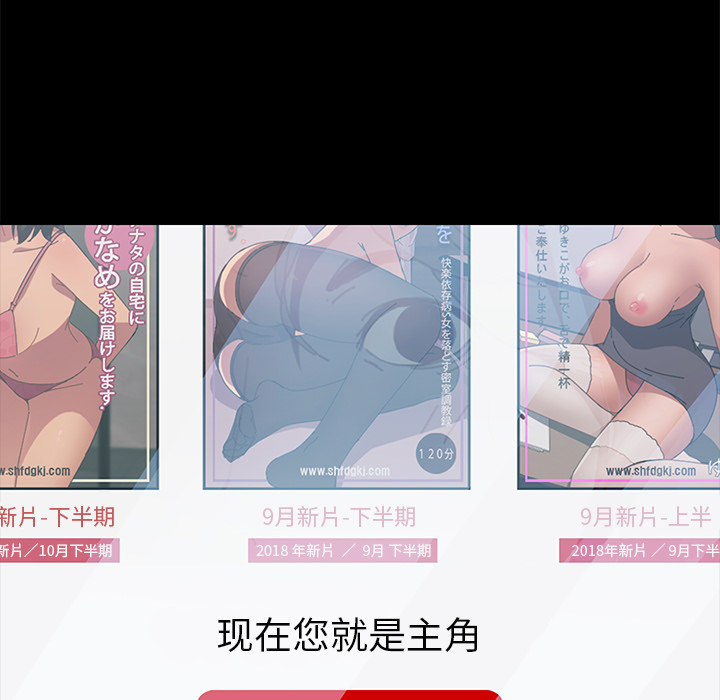 ナタの自宅に
がなめをお届けします.
を
快楽依存病い女を落とす密室調教録
120分
ゆきこがお口で、
精一杯
ご奉仕いたします
w.shfdgkj.com
www.shfdgkj.com
www.shfdgkj.com
新片-下半期
9月新片-下半期
9月新片-上半
新片／10月下半期
2018 年新片 ／ 9月 下半期
2018年新片 ／ 9月下半
现在您就是主角